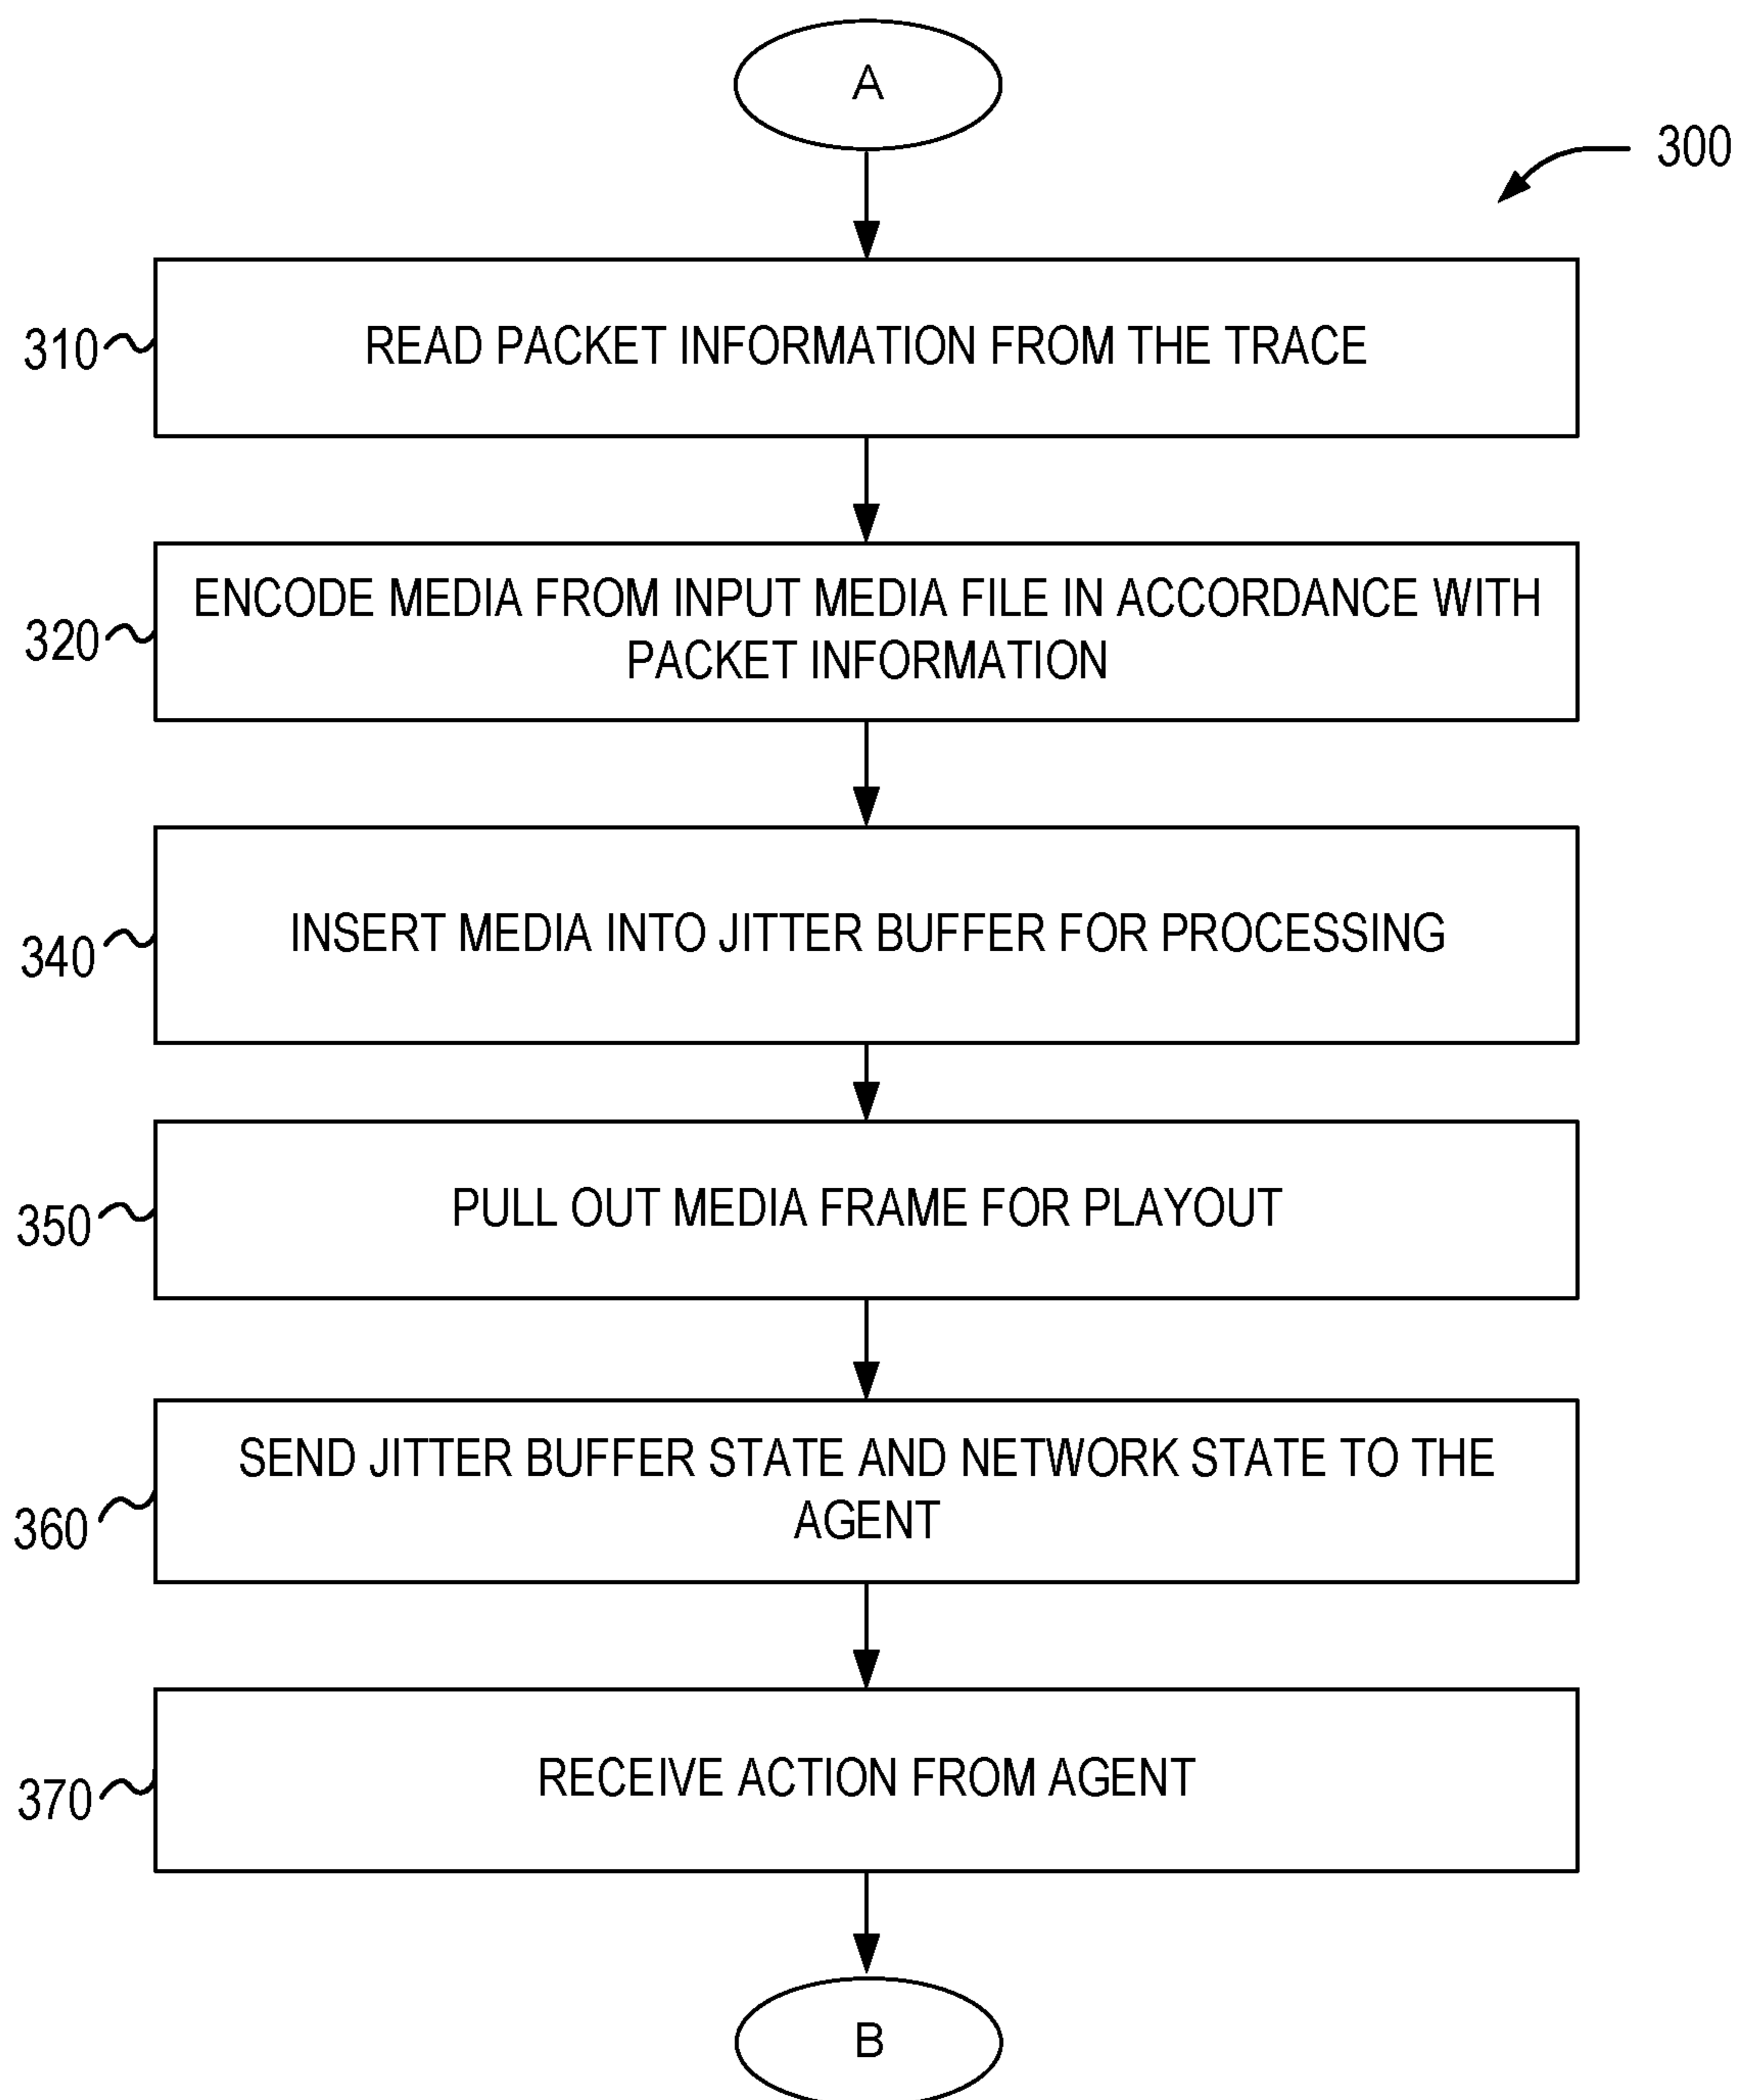 A
300
310
READ PACKET INFORMATION FROM THE TRACE
320
ENCODE MEDIA FROM INPUT MEDIA FILE IN ACCORDANCE WITH
PACKET INFORMATION
340
INSERT MEDIA INTO JITTER BUFFER FOR PROCESSING
350
PULL OUT MEDIA FRAME FOR PLAYOUT
360
SEND JITTER BUFFER STATE AND NETWORK STATE TO THE
AGENT
370
RECEIVE ACTION FROM AGENT
B